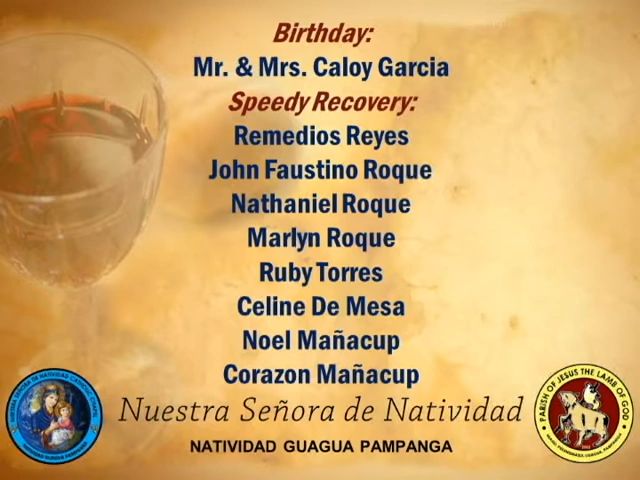 Birthday:
Mr. & Mrs. Caloy Garcia
Speedy Recovery:
Remedios Reyes
John Faustino Roque
Nathaniel Roque
Marlyn Roque
Ruby Torres
Celine De Mesa
Noel Mañacup
Corazon Mañacup
Nuestra Señora de Natividad
NATIVIDAD GUAGUA PAMPANGA
PARISH OF JESUS THE LAMB OF GOD